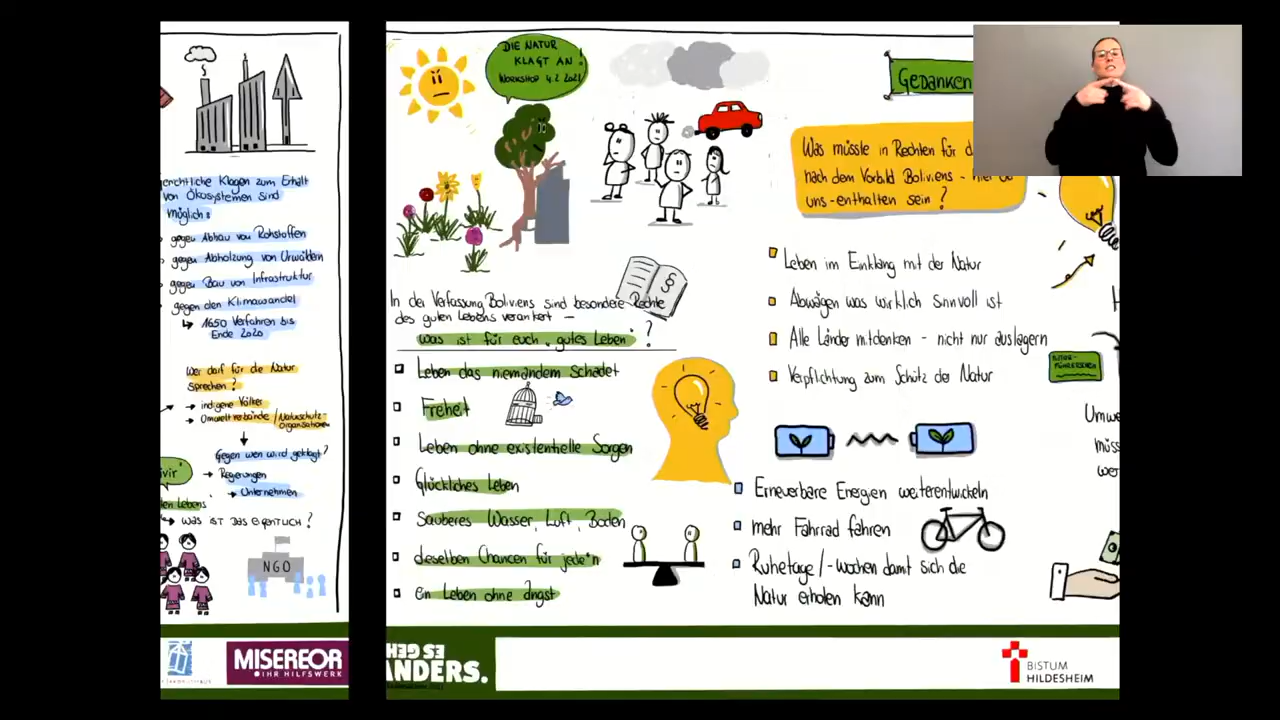 gerichtliche Klagen zum Erhalt
von Ökosystemen sind
möglich:
gegen Abbau von Rohstoffen
gegen Abholzung von Urwäldern
gegen Bau von Infrastruktur
gegen den Klimawandel
↳ 1650 Verfahren bis
Ende 2020
Wer darf für die Natur
sprechen?
→ indigene Völker
→ Umweltverbände / Naturschutz-
organisationen
Gegen wen wird geklagt?
→ Regierungen
→ Unternehmen
→ WAS IST DAS EIGENTLICH?
NGO
MISEREOR
IHR HILFSWERK
DIE NATUR
KLAGT AN!
WORKSHOP 4.2.2021
§
In der Verfassung Boliviens sind besondere Rechte
des guten Lebens verankert –
was ist für euch „gutes Leben"?
Leben das niemandem schadet
Freiheit
Leben ohne existentielle Sorgen
Glückliches Leben
Sauberes Wasser, Luft, Boden
dieselben Chancen für jede*n
ein Leben ohne Angst
GEDANKEN
Was müsste in Rechten für d
nach dem Vorbild Boliviens -
uns - enthalten sein?
Leben im Einklang mit der Natur
Abwägen was wirklich sinnvoll ist
Alle Länder mitdenken - nicht nur auslagern
Verpflichtung zum Schutz der Natur
Erneuerbare Energien weiterentwickeln
mehr Fahrrad fahren
Ruhetage/-wochen damit sich die
Natur erholen kann
Umwe
müss
wer
ES GEHT
ANDERS.
BISTUM
HILDESHEIM